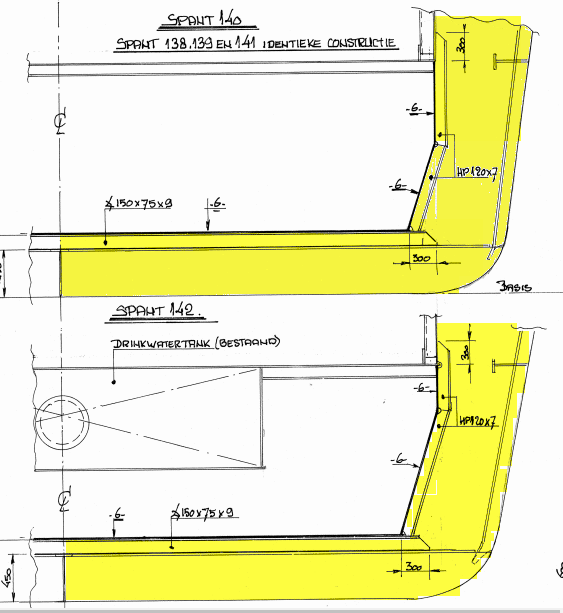 SPANT 140
SPANT 138, 139 EN 141 IDENTIEKE CONSTRUCTIE
300
-6-
HP 120x7
-6-
150x75x9
-6-
300
BASIS
SPANT 142.
DRINKWATERTANK (BESTAAND)
300
-6-
HP 120x7
-6-
-6-
150x75x9
300
450